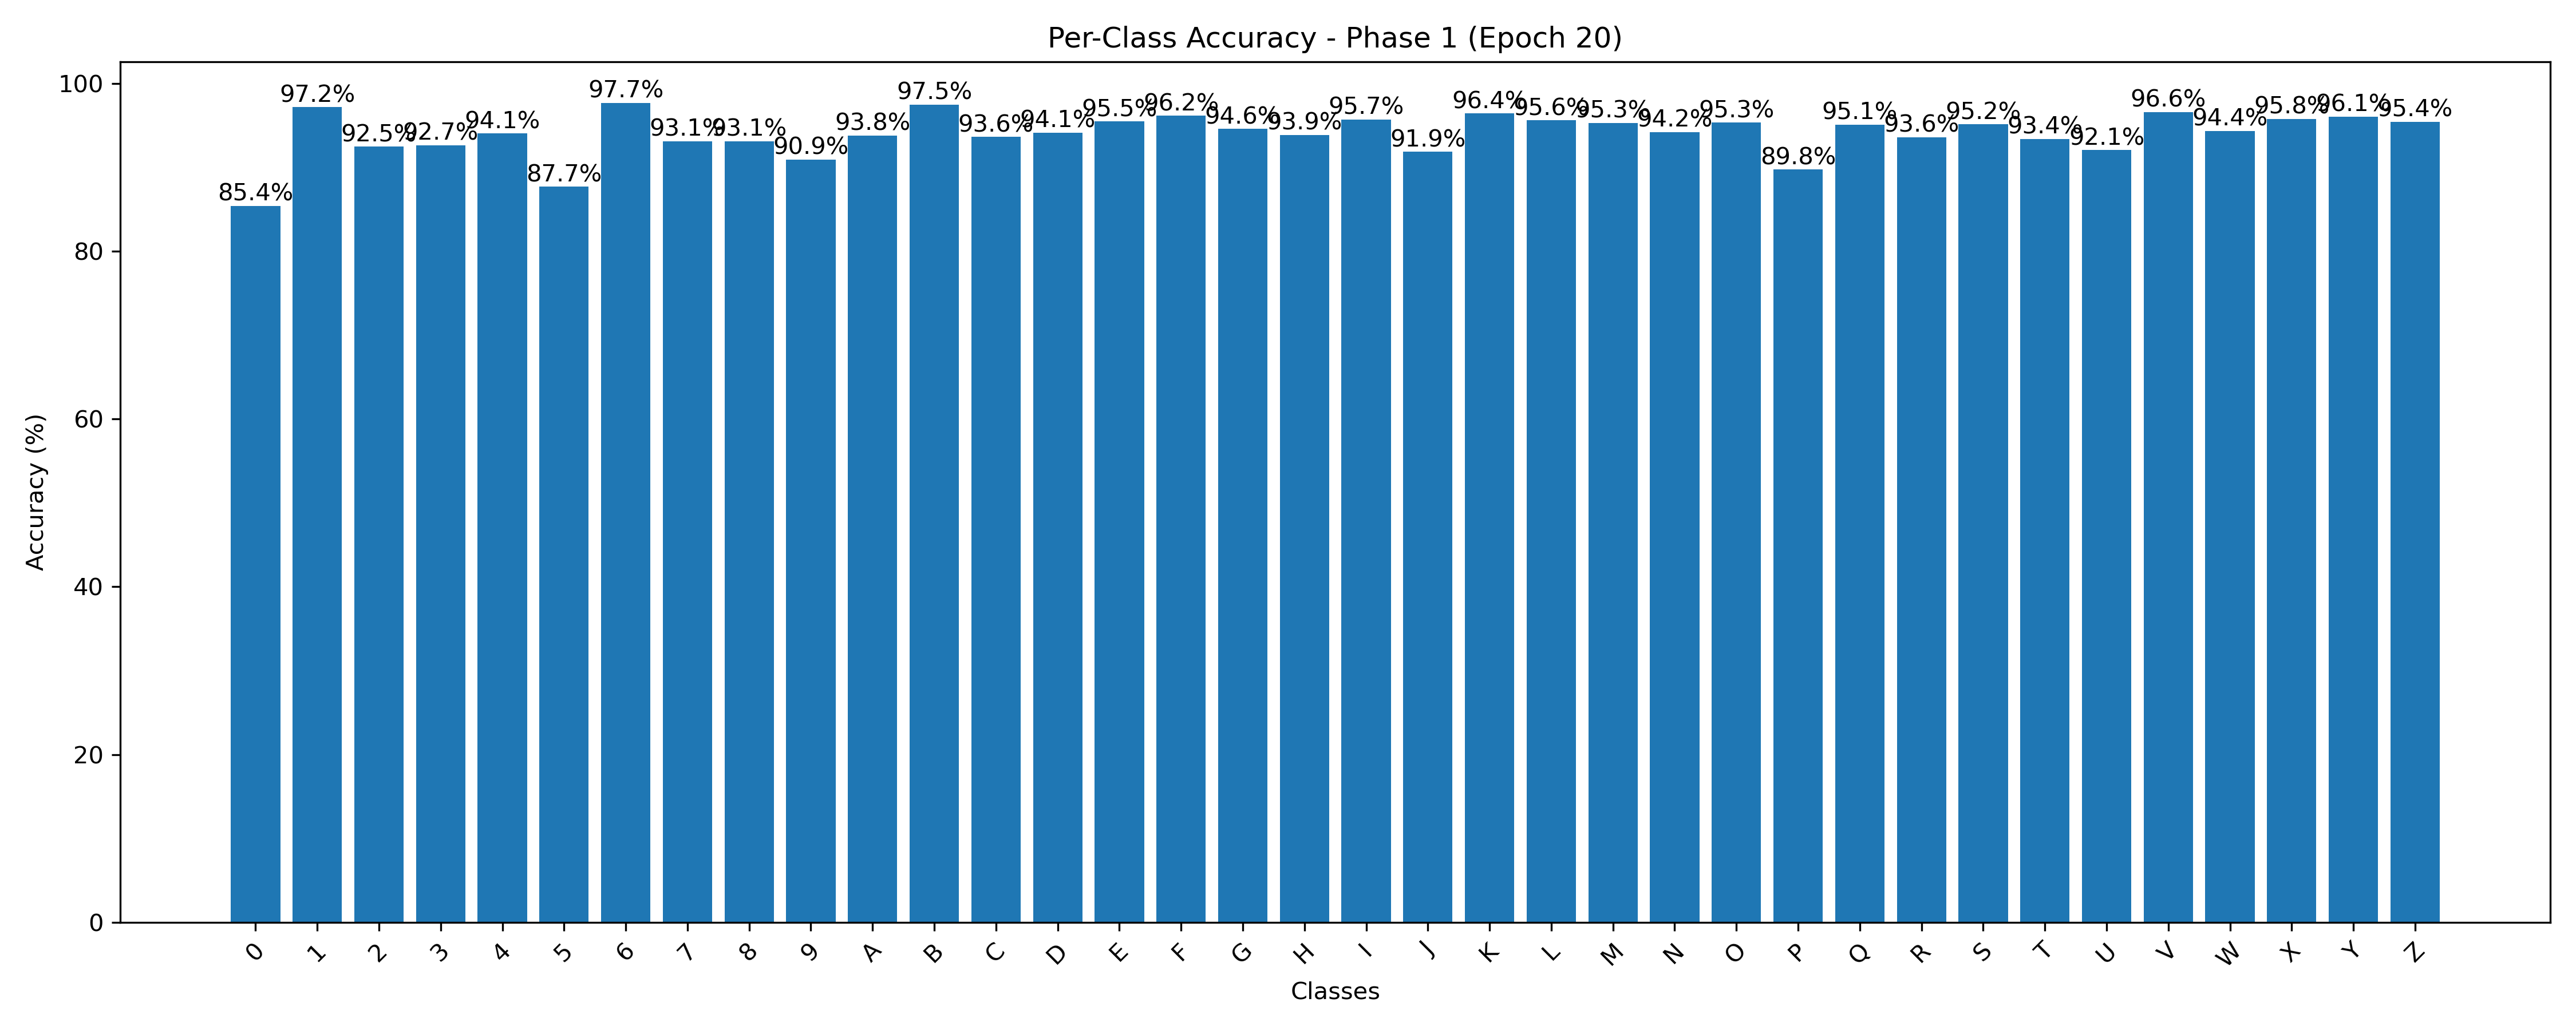 Per-Class Accuracy - Phase 1 (Epoch 20)
100
80
60
40
20
0
Accuracy (%)
85.4% 97.2% 92.5% 92.7% 94.1% 87.7% 97.7% 93.1% 93.1% 90.9% 93.8% 97.5% 93.6% 94.1% 95.5% 96.2% 94.6% 93.9% 95.7% 91.9% 96.4% 95.6% 95.3% 94.2% 95.3% 89.8% 95.1% 93.6% 95.2% 93.4% 92.1% 96.6% 94.4% 95.8% 96.1% 95.4%
0 1 2 3 4 5 6 7 8 9 A B C D E F G H I J K L M N O P Q R S T U V W X Y Z
Classes